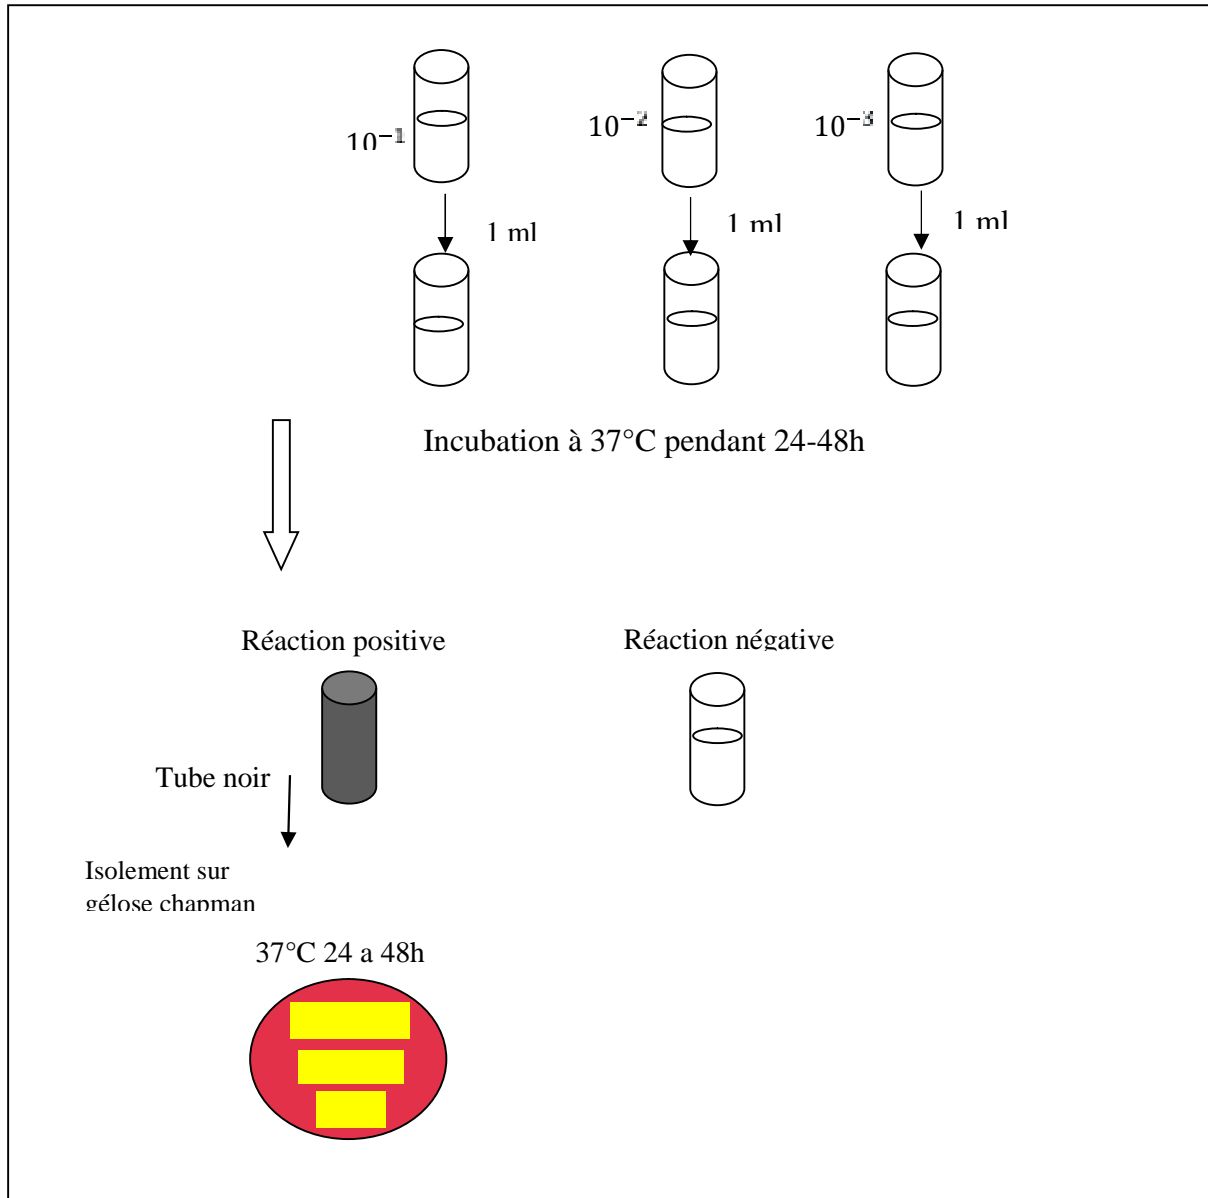 10⁻¹ 10⁻² 10⁻³
1 ml 1 ml 1 ml
Incubation à 37°C pendant 24-48h
Réaction positive Réaction négative
Tube noir
Isolement sur
gélose chapman
37°C 24 a 48h